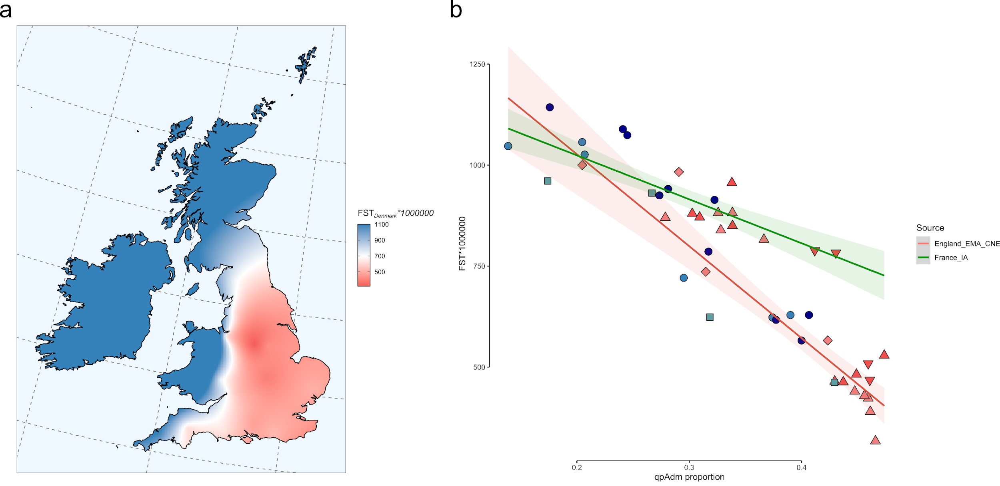 a
b
FST_Denmark*1000000
1100
900
700
500
FST*1000000
1250
1000
750
500
0.2
0.3
0.4
qpAdm proportion
Source
England_EMA_CNE
France_IA